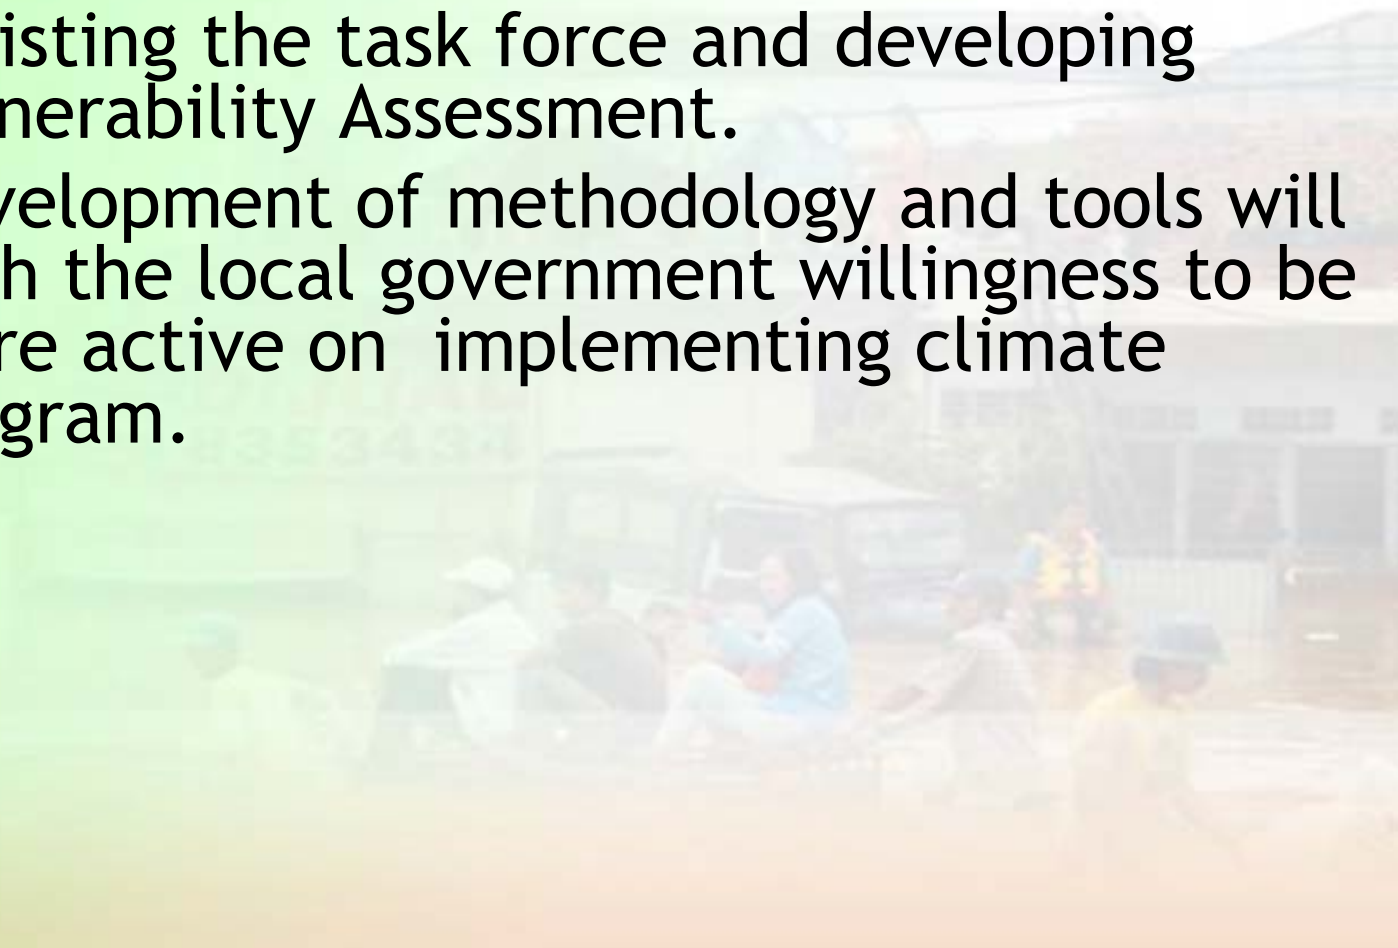 isting the task force and developing
nerability Assessment.
velopment of methodology and tools will
h the local government willingness to be
re active on  implementing climate
gram.